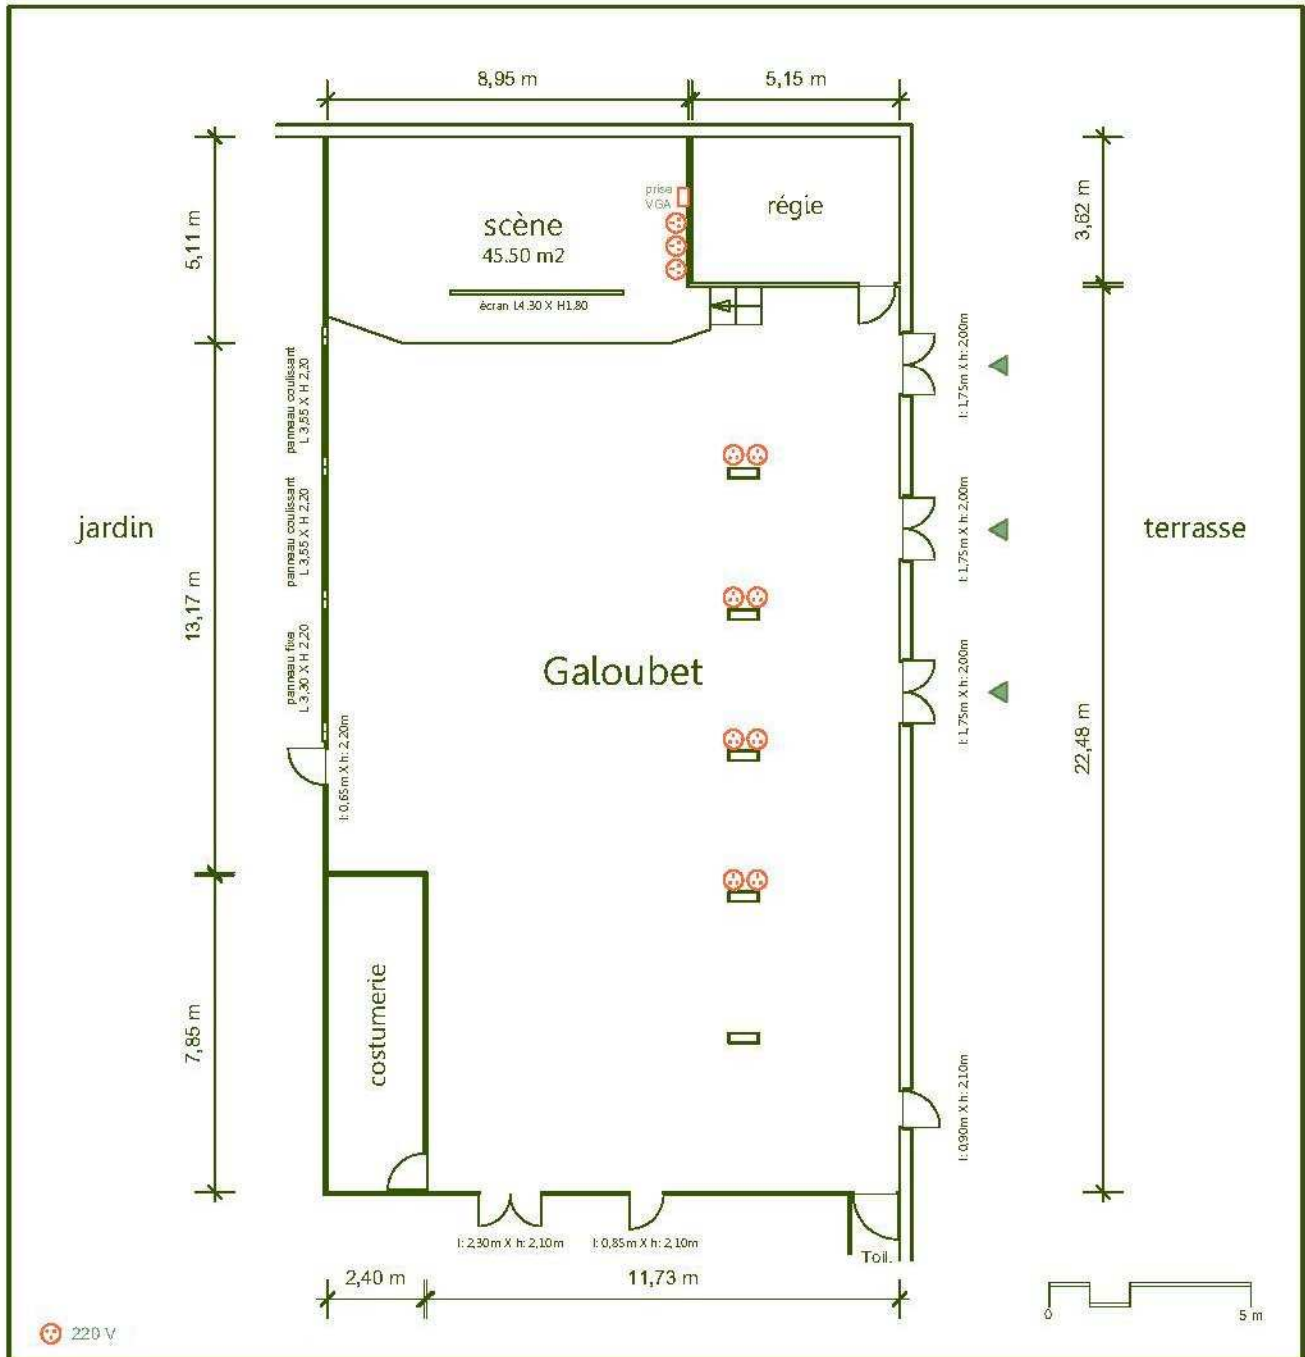 8,95 m
5,15 m
5,11 m
3,62 m
prise
VGA
scène
45.50 m2
régie
écran L4.30 X H1.80
panneau coulissant
L 3,55 X H 2,20
l: 1,75m X h: 2,00m
panneau coulissant
L 3,55 X H 2,20
l: 1,75m X h: 2,00m
jardin
terrasse
13,17 m
panneau fixe
L 3,30 X H 2,20
Galoubet
l: 1,75m X h: 2,00m
22,48 m
l: 0,65m X h: 2,20m
costumerie
7,85 m
l: 0,90m X h: 2,10m
l: 2,30m X h: 2,10m
l: 0,85m X h: 2,10m
Toil.
2,40 m
11,73 m
0
5 m
220 V